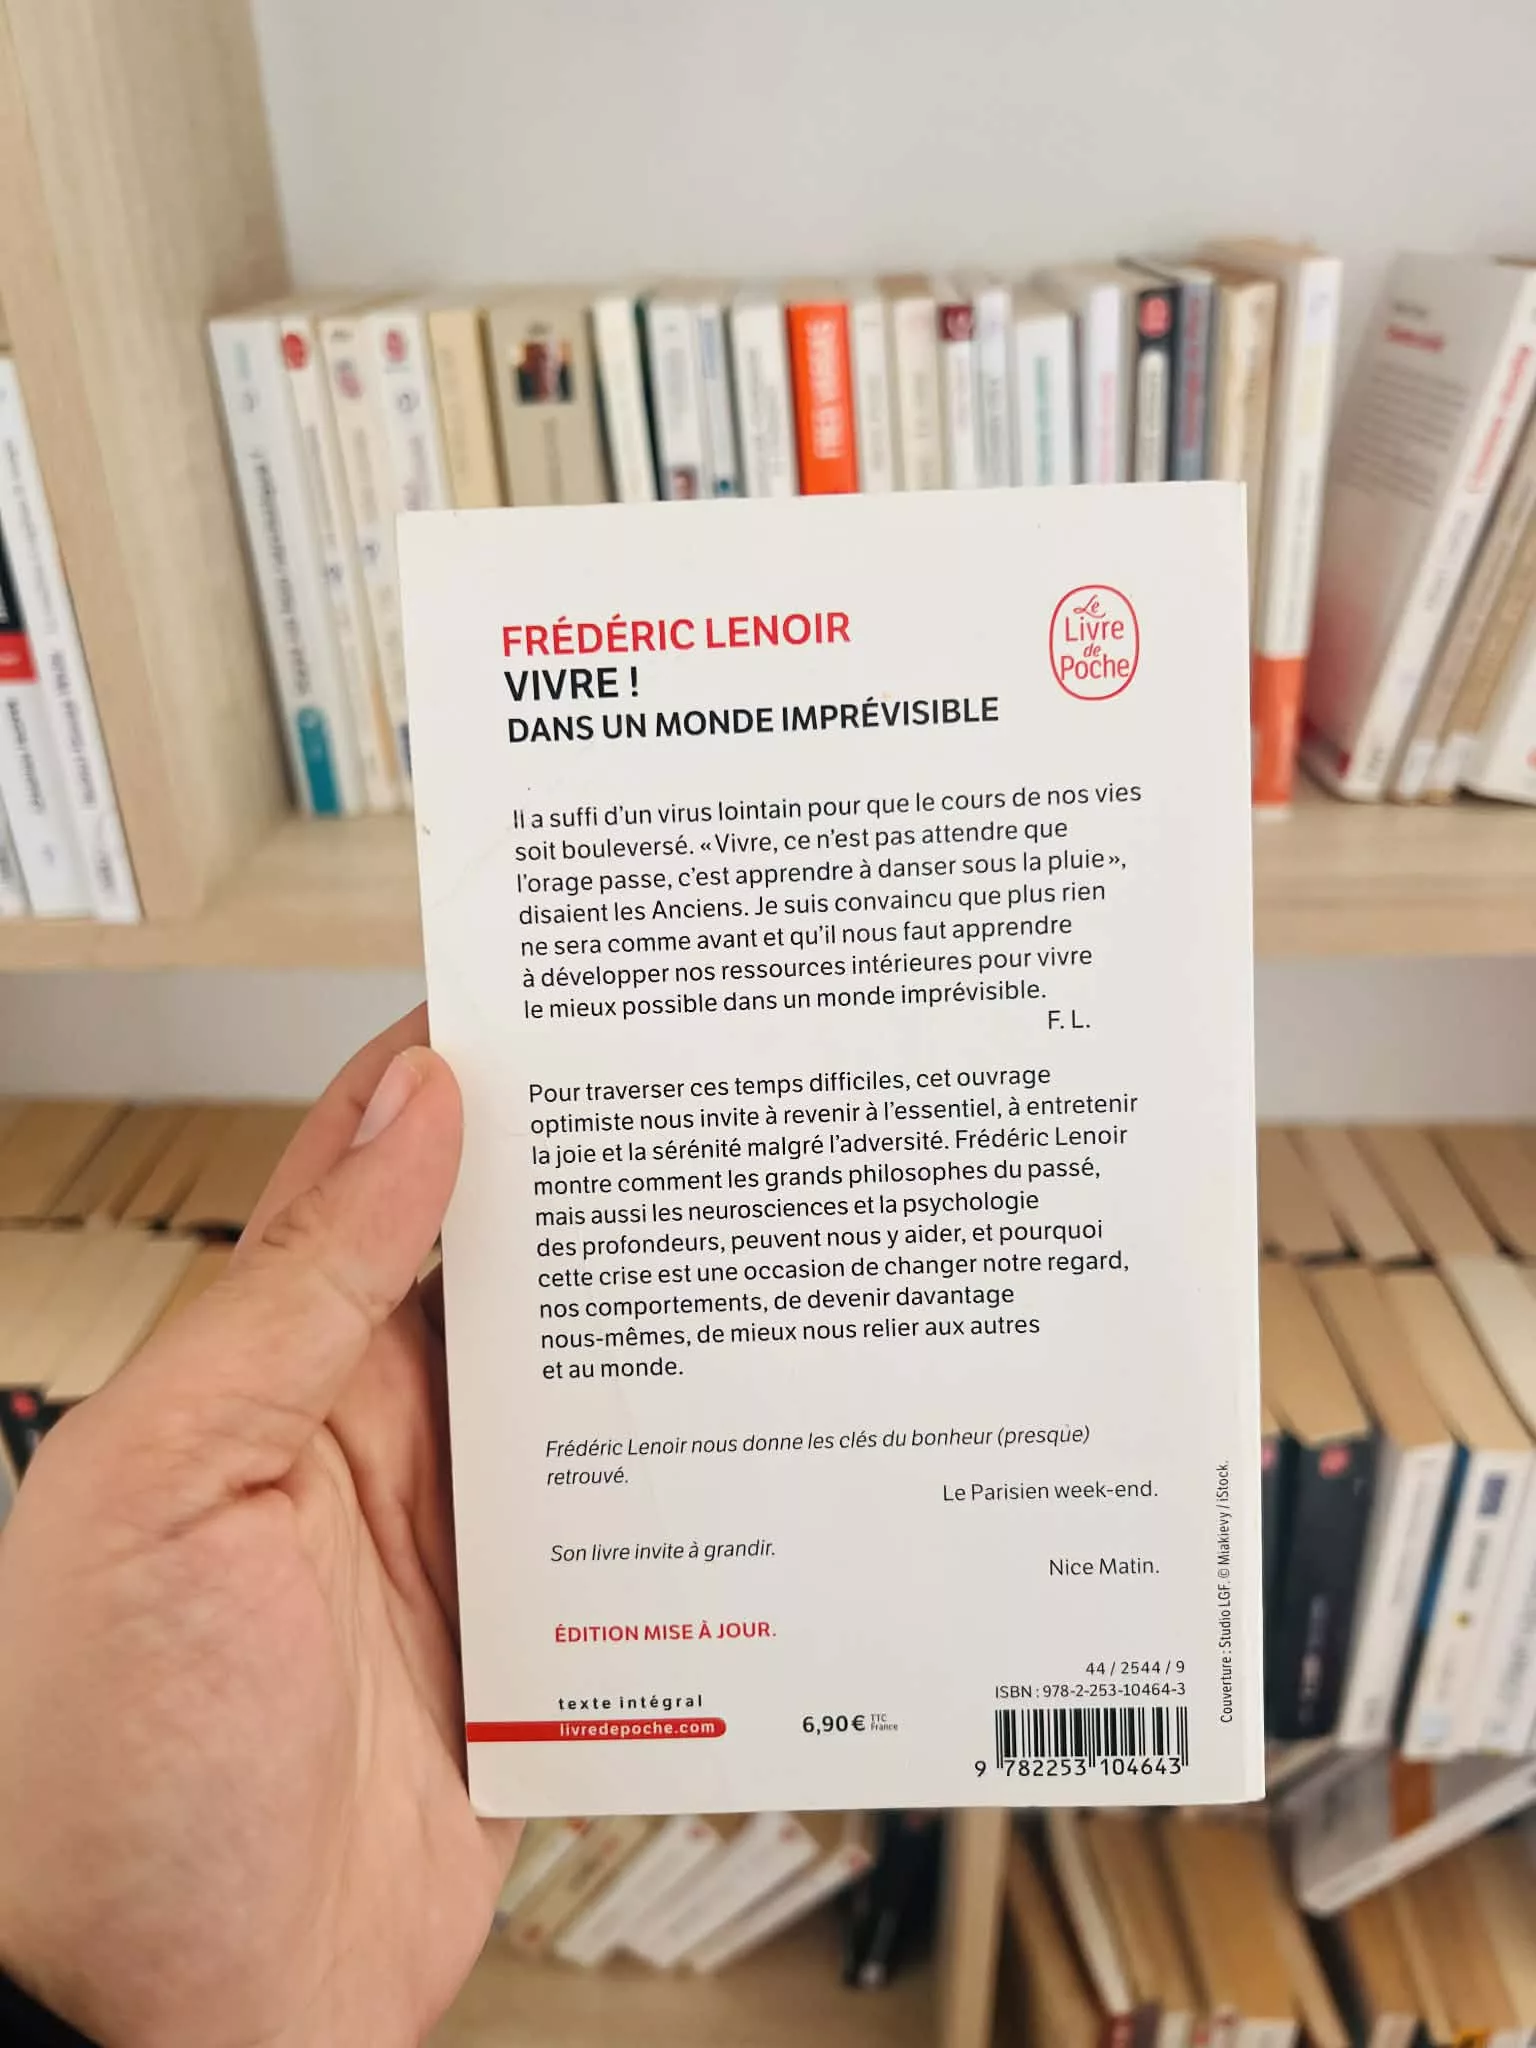 FRÉDÉRIC LENOIR
VIVRE !
DANS UN MONDE IMPRÉVISIBLE
Le
Livre
de
Poche
Il a suffi d'un virus lointain pour que le cours de nos vies
soit bouleversé. « Vivre, ce n'est pas attendre que
l'orage passe, c'est apprendre à danser sous la pluie »,
disaient les Anciens. Je suis convaincu que plus rien
ne sera comme avant et qu'il nous faut apprendre
à développer nos ressources intérieures pour vivre
le mieux possible dans un monde imprévisible.
F. L.
Pour traverser ces temps difficiles, cet ouvrage
optimiste nous invite à revenir à l'essentiel, à entretenir
la joie et la sérénité malgré l'adversité. Frédéric Lenoir
montre comment les grands philosophes du passé,
mais aussi les neurosciences et la psychologie
des profondeurs, peuvent nous y aider, et pourquoi
cette crise est une occasion de changer notre regard,
nos comportements, de devenir davantage
nous-mêmes, de mieux nous relier aux autres
et au monde.
Frédéric Lenoir nous donne les clés du bonheur (presque)
retrouvé.
Le Parisien week-end.
Son livre invite à grandir.
Nice Matin.
ÉDITION MISE À JOUR.
texte intégral
livredepoche.com
6,90 € TTC
France
44 / 2544 / 9
ISBN : 978-2-253-10464-3
9 782253 104643
Couverture : Studio LGF. © Miakievy / iStock.
FRED VARGAS